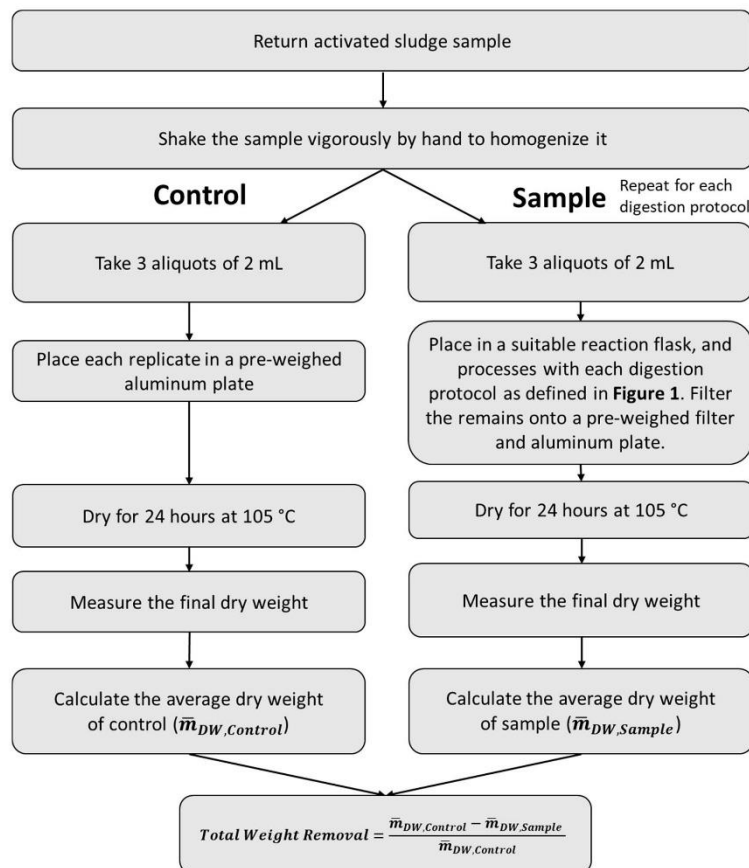 Return activated sludge sample
Shake the sample vigorously by hand to homogenize it
Control
Take 3 aliquots of 2 mL
Place each replicate in a pre-weighed
aluminum plate
Dry for 24 hours at 105 °C
Measure the final dry weight
Calculate the average dry weight
of control (m̅DW,Control)
Sample
Repeat for each
digestion protocol
Take 3 aliquots of 2 mL
Place in a suitable reaction flask, and
processes with each digestion
protocol as defined in Figure 1. Filter
the remains onto a pre-weighed filter
and aluminum plate.
Dry for 24 hours at 105 °C
Measure the final dry weight
Calculate the average dry weight
of sample (m̅DW,Sample)
Total Weight Removal = 
m̅DW,Control − m̅DW,Sample
m̅DW,Control